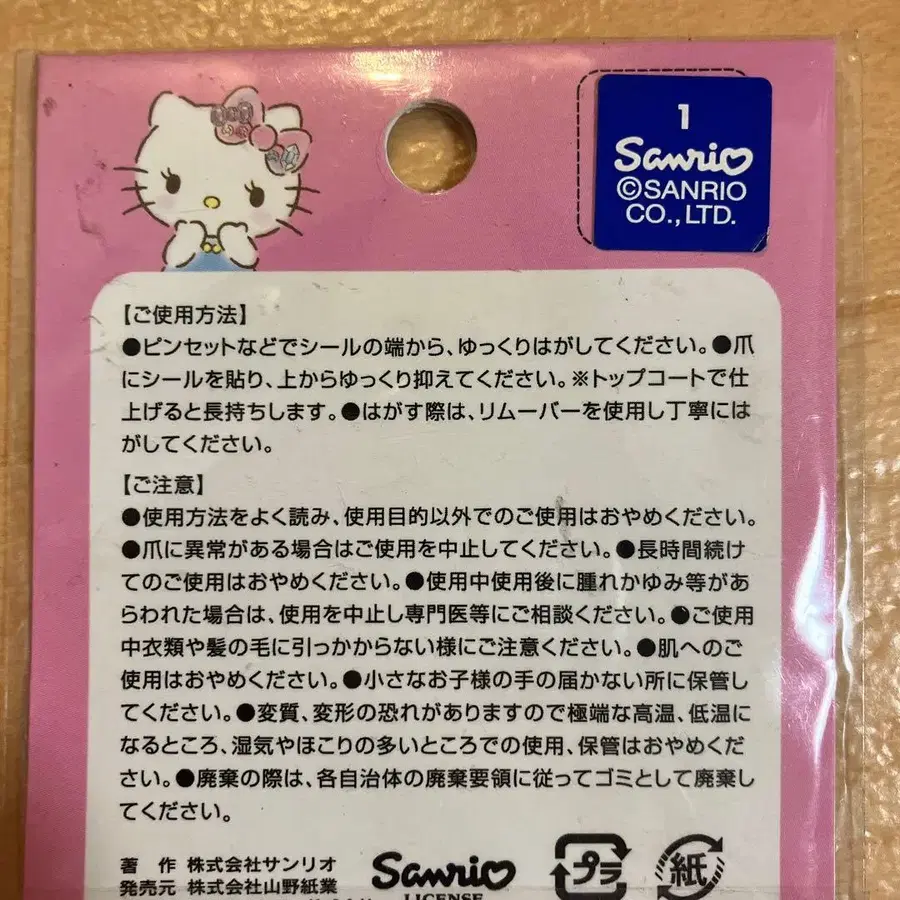 1
Sanrio
©SANRIO
CO., LTD.
【ご使用方法】
●ピンセットなどでシールの端から、ゆっくりはがしてください。●爪
にシールを貼り、上からゆっくり抑えてください。※トップコートで仕
上げると長持ちします。●はがす際は、リムーバーを使用し丁寧には
がしてください。
【ご注意】
●使用方法をよく読み、使用目的以外でのご使用はおやめください。
●爪に異常がある場合はご使用を中止してください。●長時間続け
てのご使用はおやめください。●使用中使用後に腫れかゆみ等があ
らわれた場合は、使用を中止し専門医等にご相談ください。●ご使用
中衣類や髪の毛に引っかからない様にご注意ください。●肌へのご
使用はおやめください。●小さなお子様の手の届かない所に保管し
てください。●変質、変形の恐れがありますので極端な高温、低温に
なるところ、湿気やほこりの多いところでの使用、保管はおやめくだ
さい。●廃棄の際は、各自治体の廃棄要領に従ってゴミとして廃棄し
てください。
著 作 株式会社サンリオ
発売元 株式会社山野紙業
Sanrio
LICENSE
プラ
紙